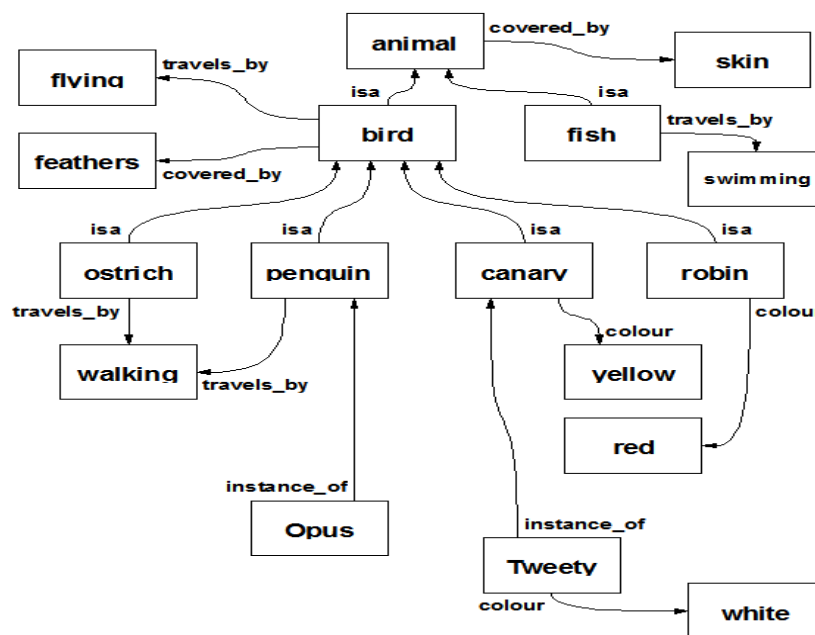 animal
covered_by
skin
travels_by
flying
isa
isa
bird
fish
travels_by
feathers
covered_by
swimming
isa
isa
isa
isa
ostrich
penguin
canary
robin
travels_by
colour
colour
walking
travels_by
yellow
red
instance_of
Opus
instance_of
Tweety
colour
white